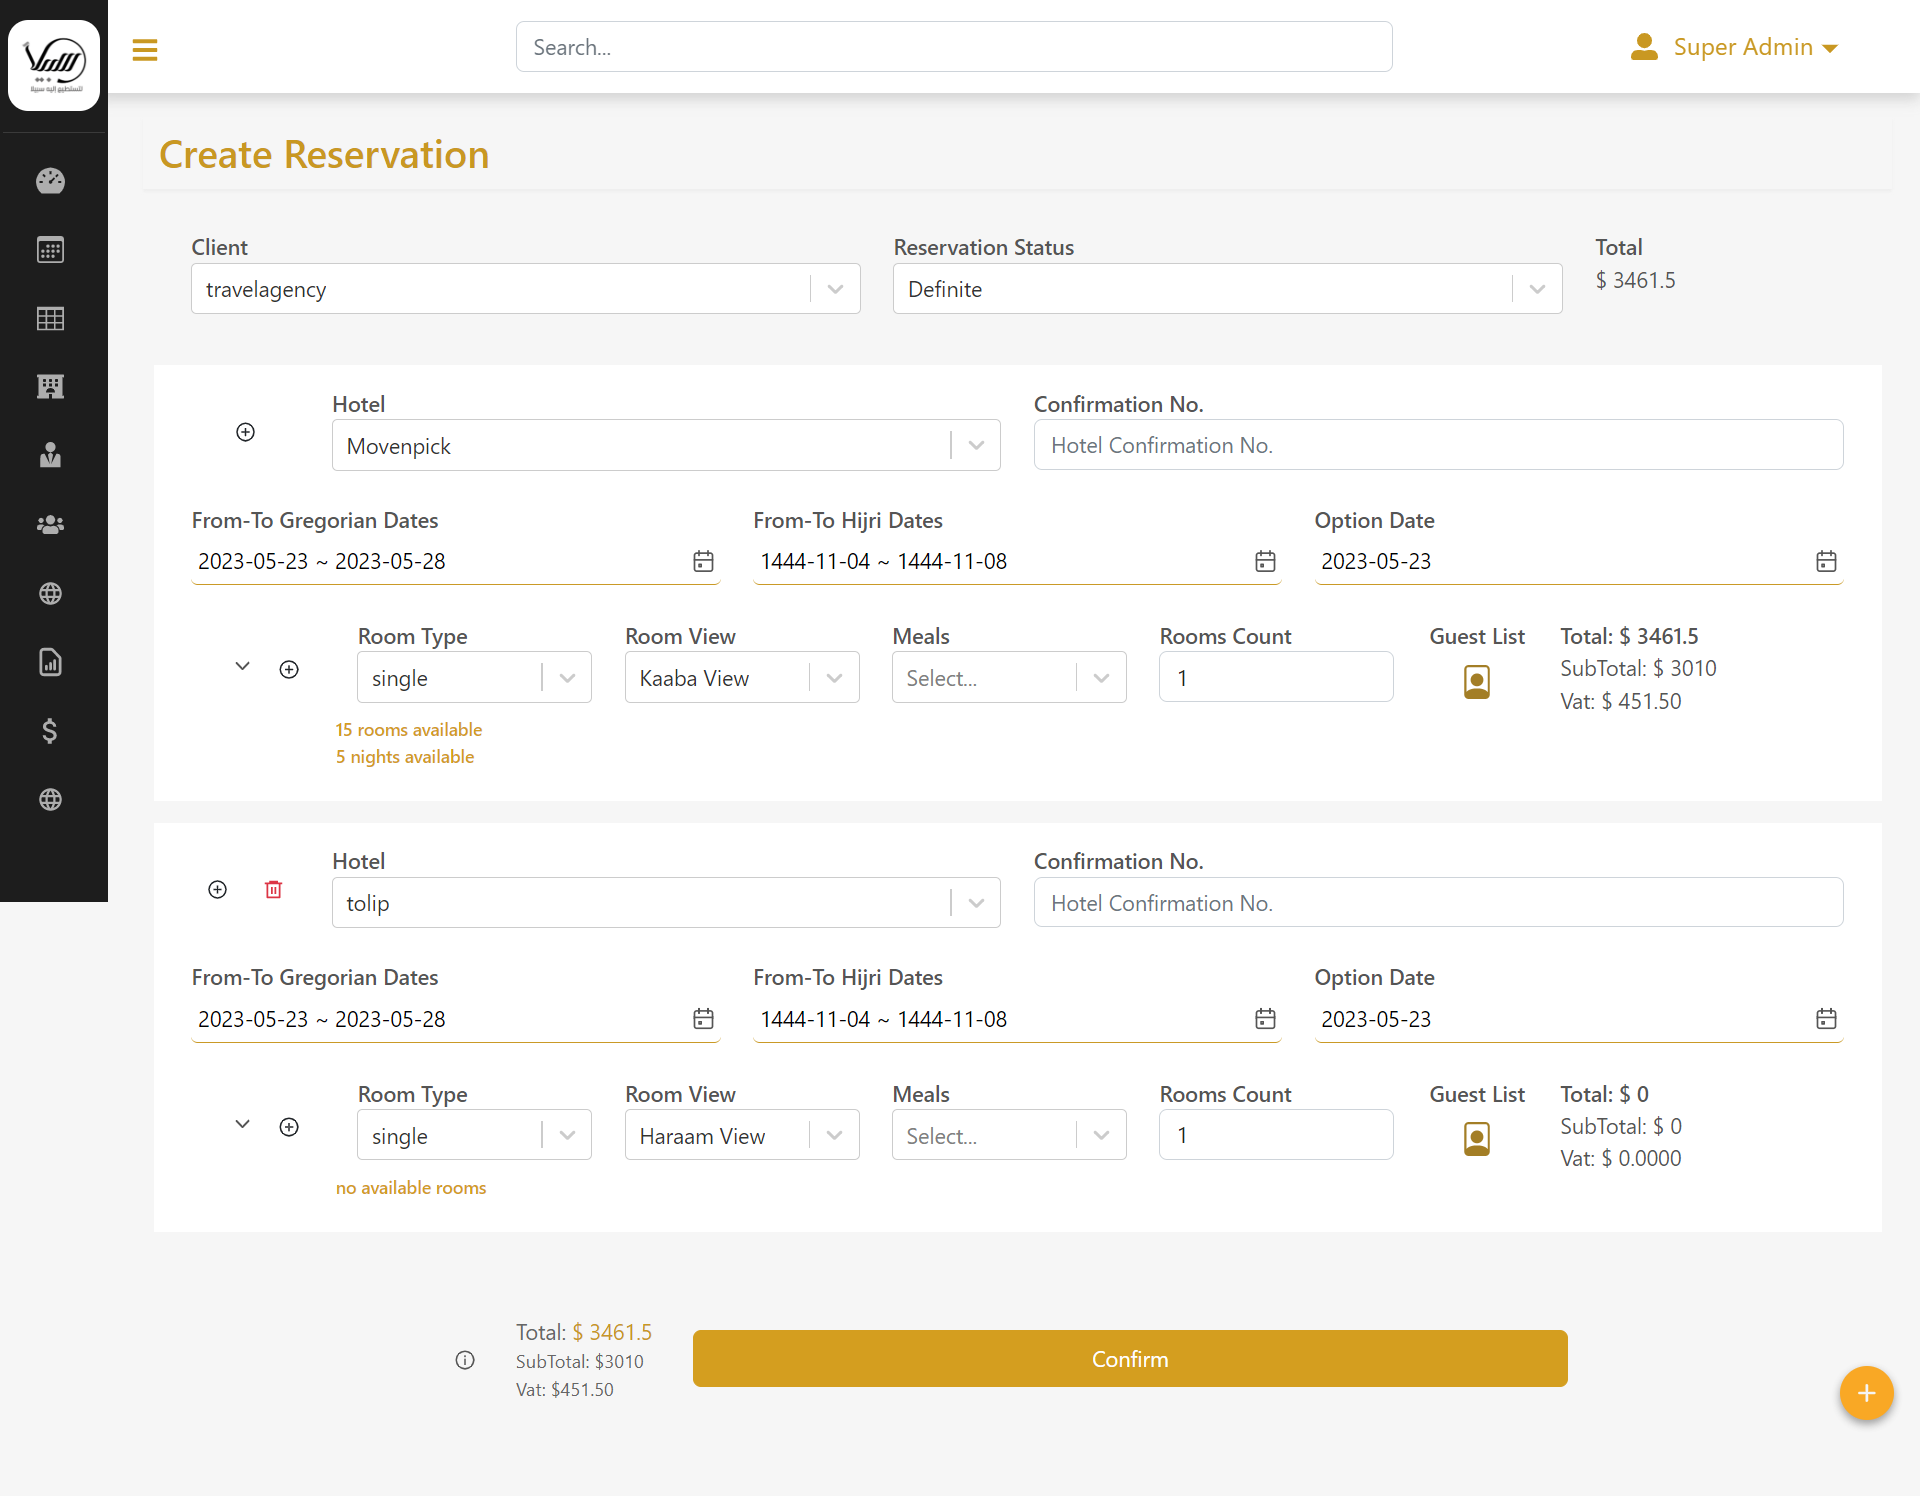 السبيلا
لتستطيع إليه سبيلا
Search...
Super Admin
Create Reservation
Client
Reservation Status
Total
travelagency
Definite
$ 3461.5
Hotel
Confirmation No.
Movenpick
Hotel Confirmation No.
From-To Gregorian Dates
From-To Hijri Dates
Option Date
2023-05-23 ~ 2023-05-28
1444-11-04 ~ 1444-11-08
2023-05-23
Room Type
Room View
Meals
Rooms Count
Guest List
Total: $ 3461.5
single
Kaaba View
Select...
1
SubTotal: $ 3010
Vat: $ 451.50
15 rooms available
5 nights available
Hotel
Confirmation No.
tolip
Hotel Confirmation No.
From-To Gregorian Dates
From-To Hijri Dates
Option Date
2023-05-23 ~ 2023-05-28
1444-11-04 ~ 1444-11-08
2023-05-23
Room Type
Room View
Meals
Rooms Count
Guest List
Total: $ 0
single
Haraam View
Select...
1
SubTotal: $ 0
Vat: $ 0.0000
no available rooms
Total: $ 3461.5
SubTotal: $3010
Vat: $451.50
Confirm